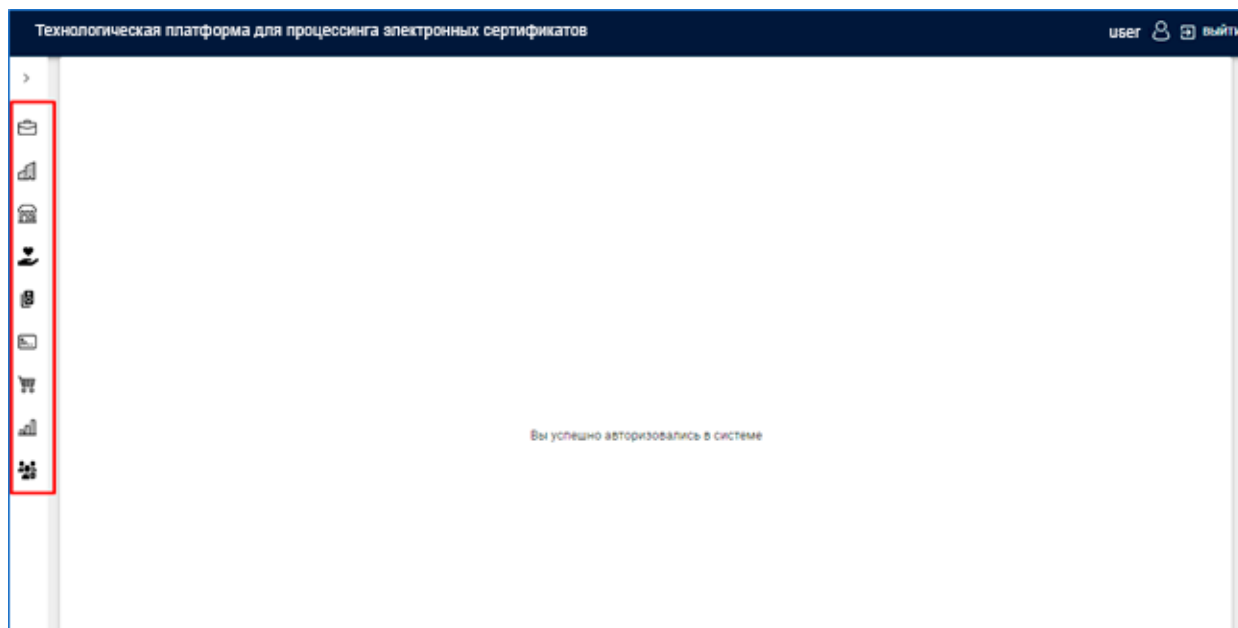 Технологическая платформа для процессинга электронных сертификатов
user выйти
Вы успешно авторизовались в системе